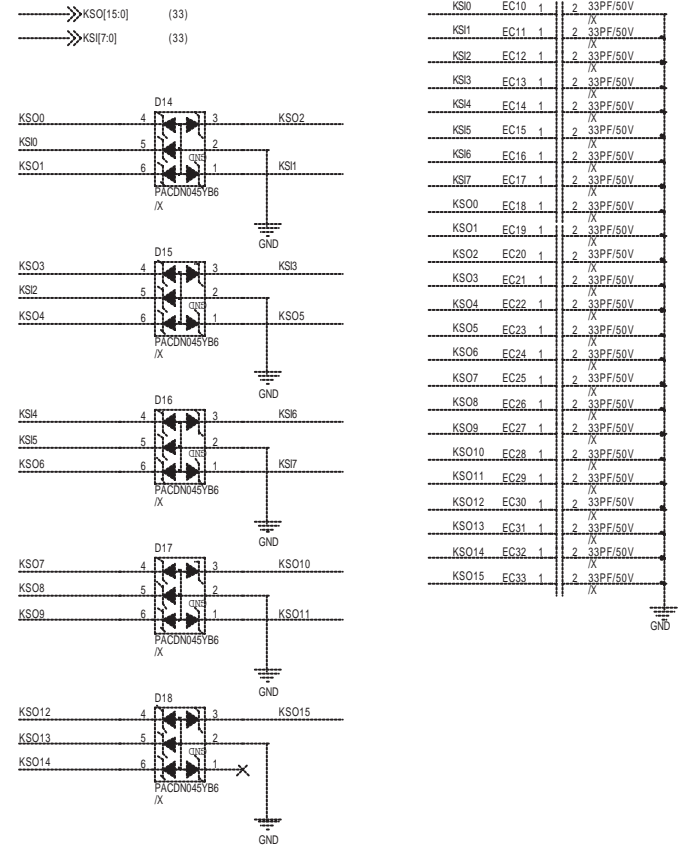 KSO[15:0] (33)
KSI[7:0] (33)
D14
KSO0 4 3 KSO2
KSI0 5 2
GND
KSO1 6 1 KSI1
PACDN045YB6
/X
GND
D15
KSO3 4 3 KSI3
KSI2 5 2
GND
KSO4 6 1 KSO5
PACDN045YB6
/X
GND
D16
KSI4 4 3 KSI6
KSI5 5 2
GND
KSO6 6 1 KSI7
PACDN045YB6
/X
GND
D17
KSO7 4 3 KSO10
KSO8 5 2
GND
KSO9 6 1 KSO11
PACDN045YB6
/X
GND
D18
KSO12 4 3 KSO15
KSO13 5 2
GND
KSO14 6 1
PACDN045YB6
/X
GND
KSI0 EC10 1 2 33PF/50V
/X
KSI1 EC11 1 2 33PF/50V
/X
KSI2 EC12 1 2 33PF/50V
/X
KSI3 EC13 1 2 33PF/50V
/X
KSI4 EC14 1 2 33PF/50V
/X
KSI5 EC15 1 2 33PF/50V
/X
KSI6 EC16 1 2 33PF/50V
/X
KSI7 EC17 1 2 33PF/50V
/X
KSO0 EC18 1 2 33PF/50V
/X
KSO1 EC19 1 2 33PF/50V
/X
KSO2 EC20 1 2 33PF/50V
/X
KSO3 EC21 1 2 33PF/50V
/X
KSO4 EC22 1 2 33PF/50V
/X
KSO5 EC23 1 2 33PF/50V
/X
KSO6 EC24 1 2 33PF/50V
/X
KSO7 EC25 1 2 33PF/50V
/X
KSO8 EC26 1 2 33PF/50V
/X
KSO9 EC27 1 2 33PF/50V
/X
KSO10 EC28 1 2 33PF/50V
/X
KSO11 EC29 1 2 33PF/50V
/X
KSO12 EC30 1 2 33PF/50V
/X
KSO13 EC31 1 2 33PF/50V
/X
KSO14 EC32 1 2 33PF/50V
/X
KSO15 EC33 1 2 33PF/50V
/X
GND